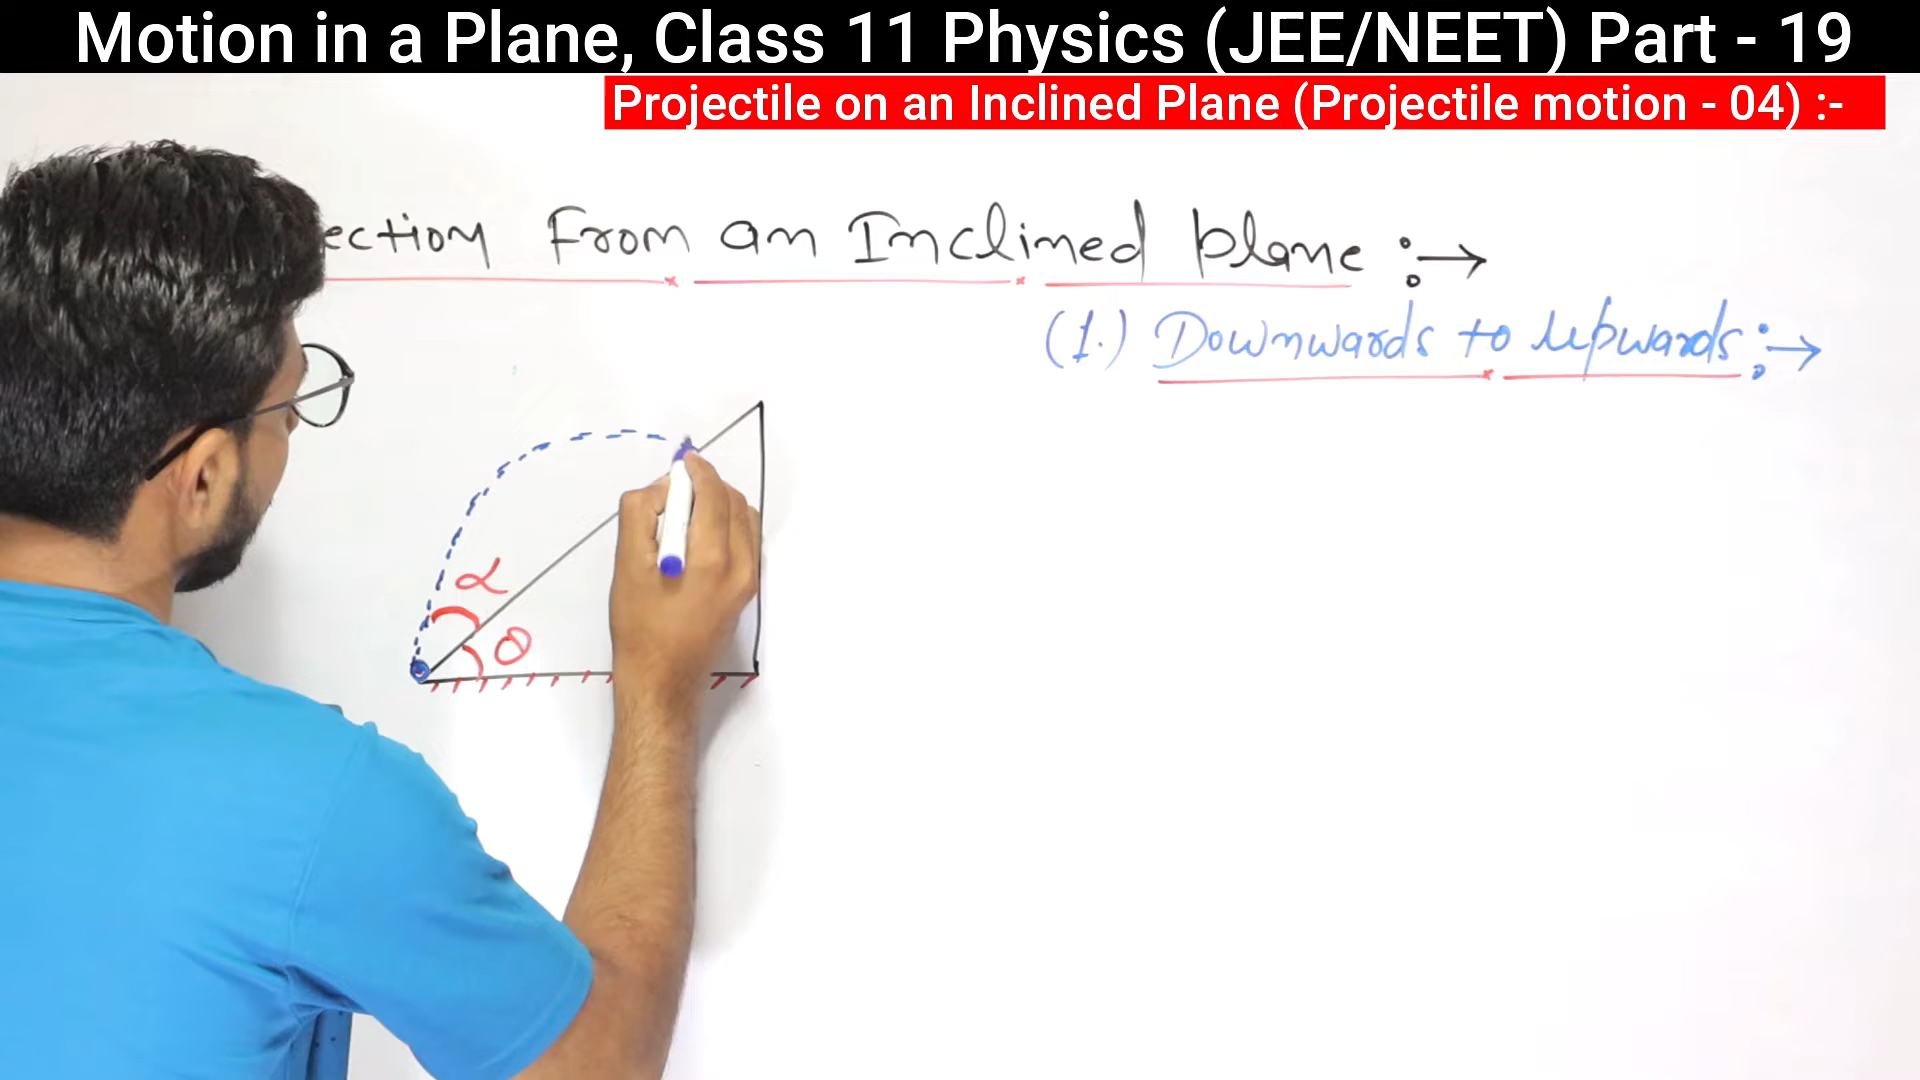 Motion in a Plane, Class 11 Physics (JEE/NEET) Part - 19
Projectile on an Inclined Plane (Projectile motion - 04) :-
ection From an Inclined plane :→
(1.) Downwards to Upwards :→
α
θ